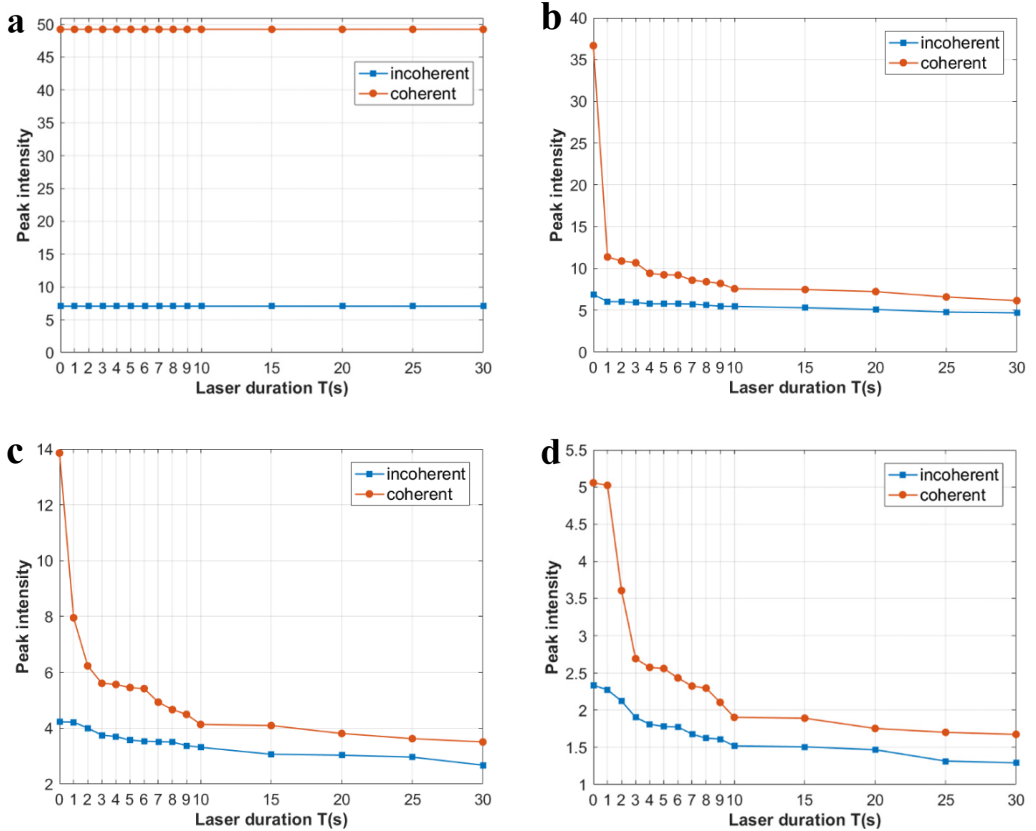 a
50
45
40
35
30
25
20
15
10
5
0
Peak intensity
incoherent
coherent
0 1 2 3 4 5 6 7 8 9 10 15 20 25 30
Laser duration T(s)
b
40
35
30
25
20
15
10
5
0
Peak intensity
incoherent
coherent
0 1 2 3 4 5 6 7 8 9 10 15 20 25 30
Laser duration T(s)
c
14
12
10
8
6
4
2
Peak intensity
incoherent
coherent
0 1 2 3 4 5 6 7 8 9 10 15 20 25 30
Laser duration T(s)
d
5.5
5
4.5
4
3.5
3
2.5
2
1.5
1
Peak intensity
incoherent
coherent
0 1 2 3 4 5 6 7 8 9 10 15 20 25 30
Laser duration T(s)